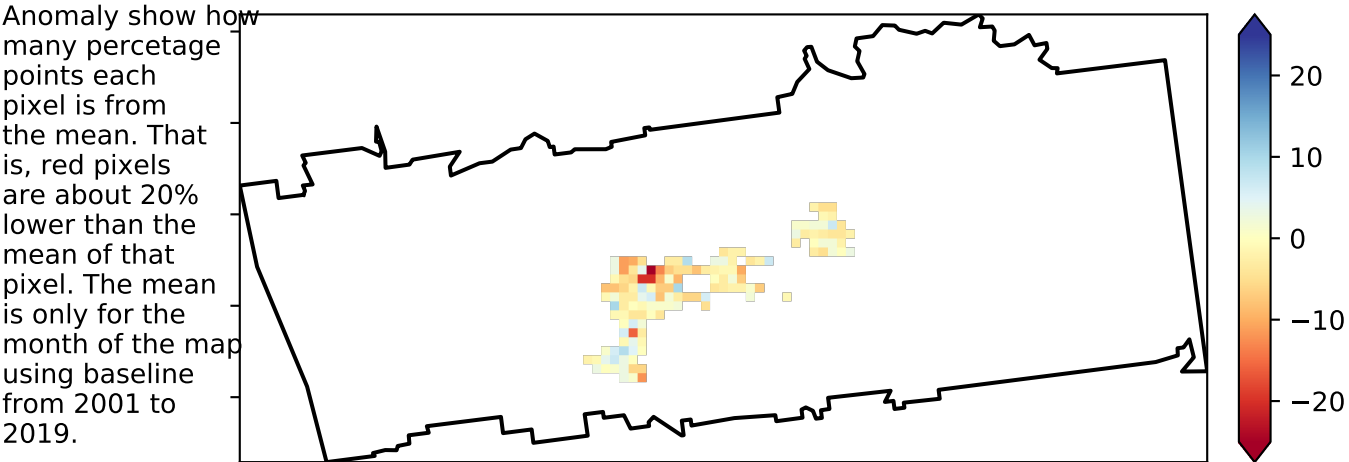 Anomaly show how
many percetage
points each
pixel is from
the mean. That
is, red pixels
are about 20%
lower than the
mean of that
pixel. The mean
is only for the
month of the map
using baseline
from 2001 to
2019.
20
10
0
−10
−20